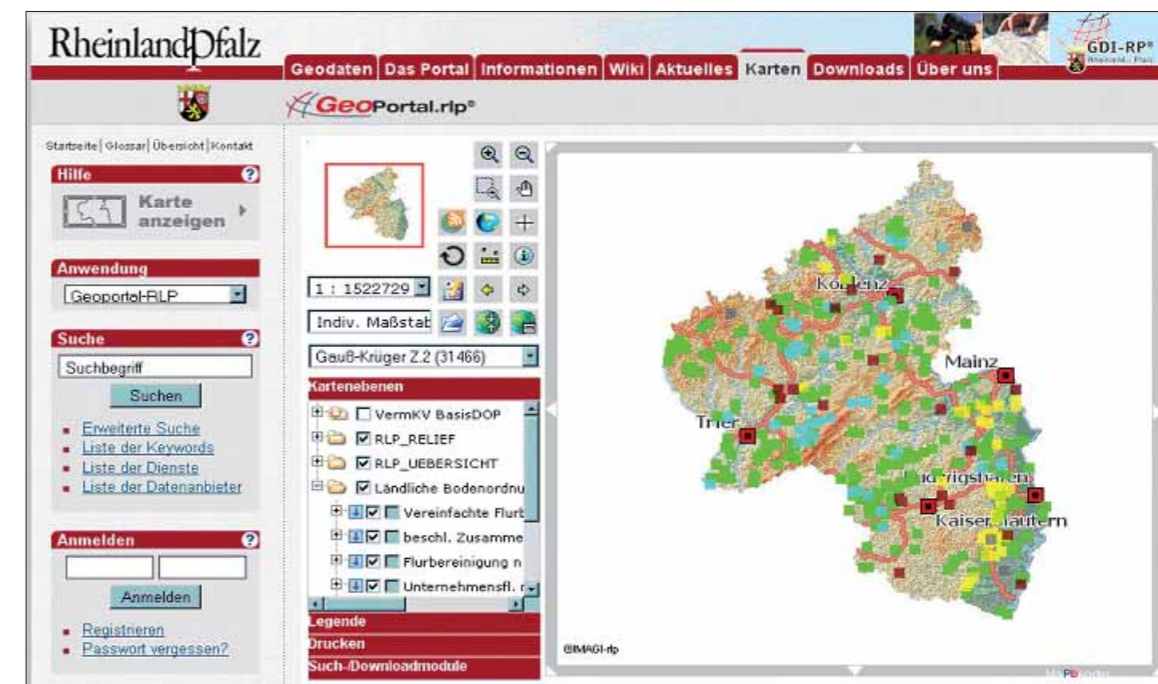 RheinlandPfalz
GDI-RP®
Rheinland-Pfalz
Geodaten Das Portal Informationen Wiki Aktuelles Karten Downloads Über uns
GeoPortal.rlp®
Startseite| Glossar| Übersicht| Kontakt
Hilfe ?
Karte
anzeigen
Anwendung
Geoportal-RLP
Suche ?
Suchbegriff
Suchen
Erweiterte Suche
Liste der Keywords
Liste der Dienste
Liste der Datenanbieter
Anmelden ?
Anmelden
Registrieren
Passwort vergessen?
1 : 1522729
Indiv. Maßstab
Gauß-Krüger Z.2 (31466)
Kartenebenen
VermKV BasisDOP
RLP_RELIEF
RLP_UEBERSICHT
Ländliche Bodenordnu
Vereinfachte Flurb
beschl. Zusamme
Flurbereinigung n
Unternehmensfl. r
Legende
Drucken
Such-/Downloadmodule
Koblenz
Mainz
Trier
Ludwigshafen
Kaiserslautern
©IMAGI-rlp
MaPbender